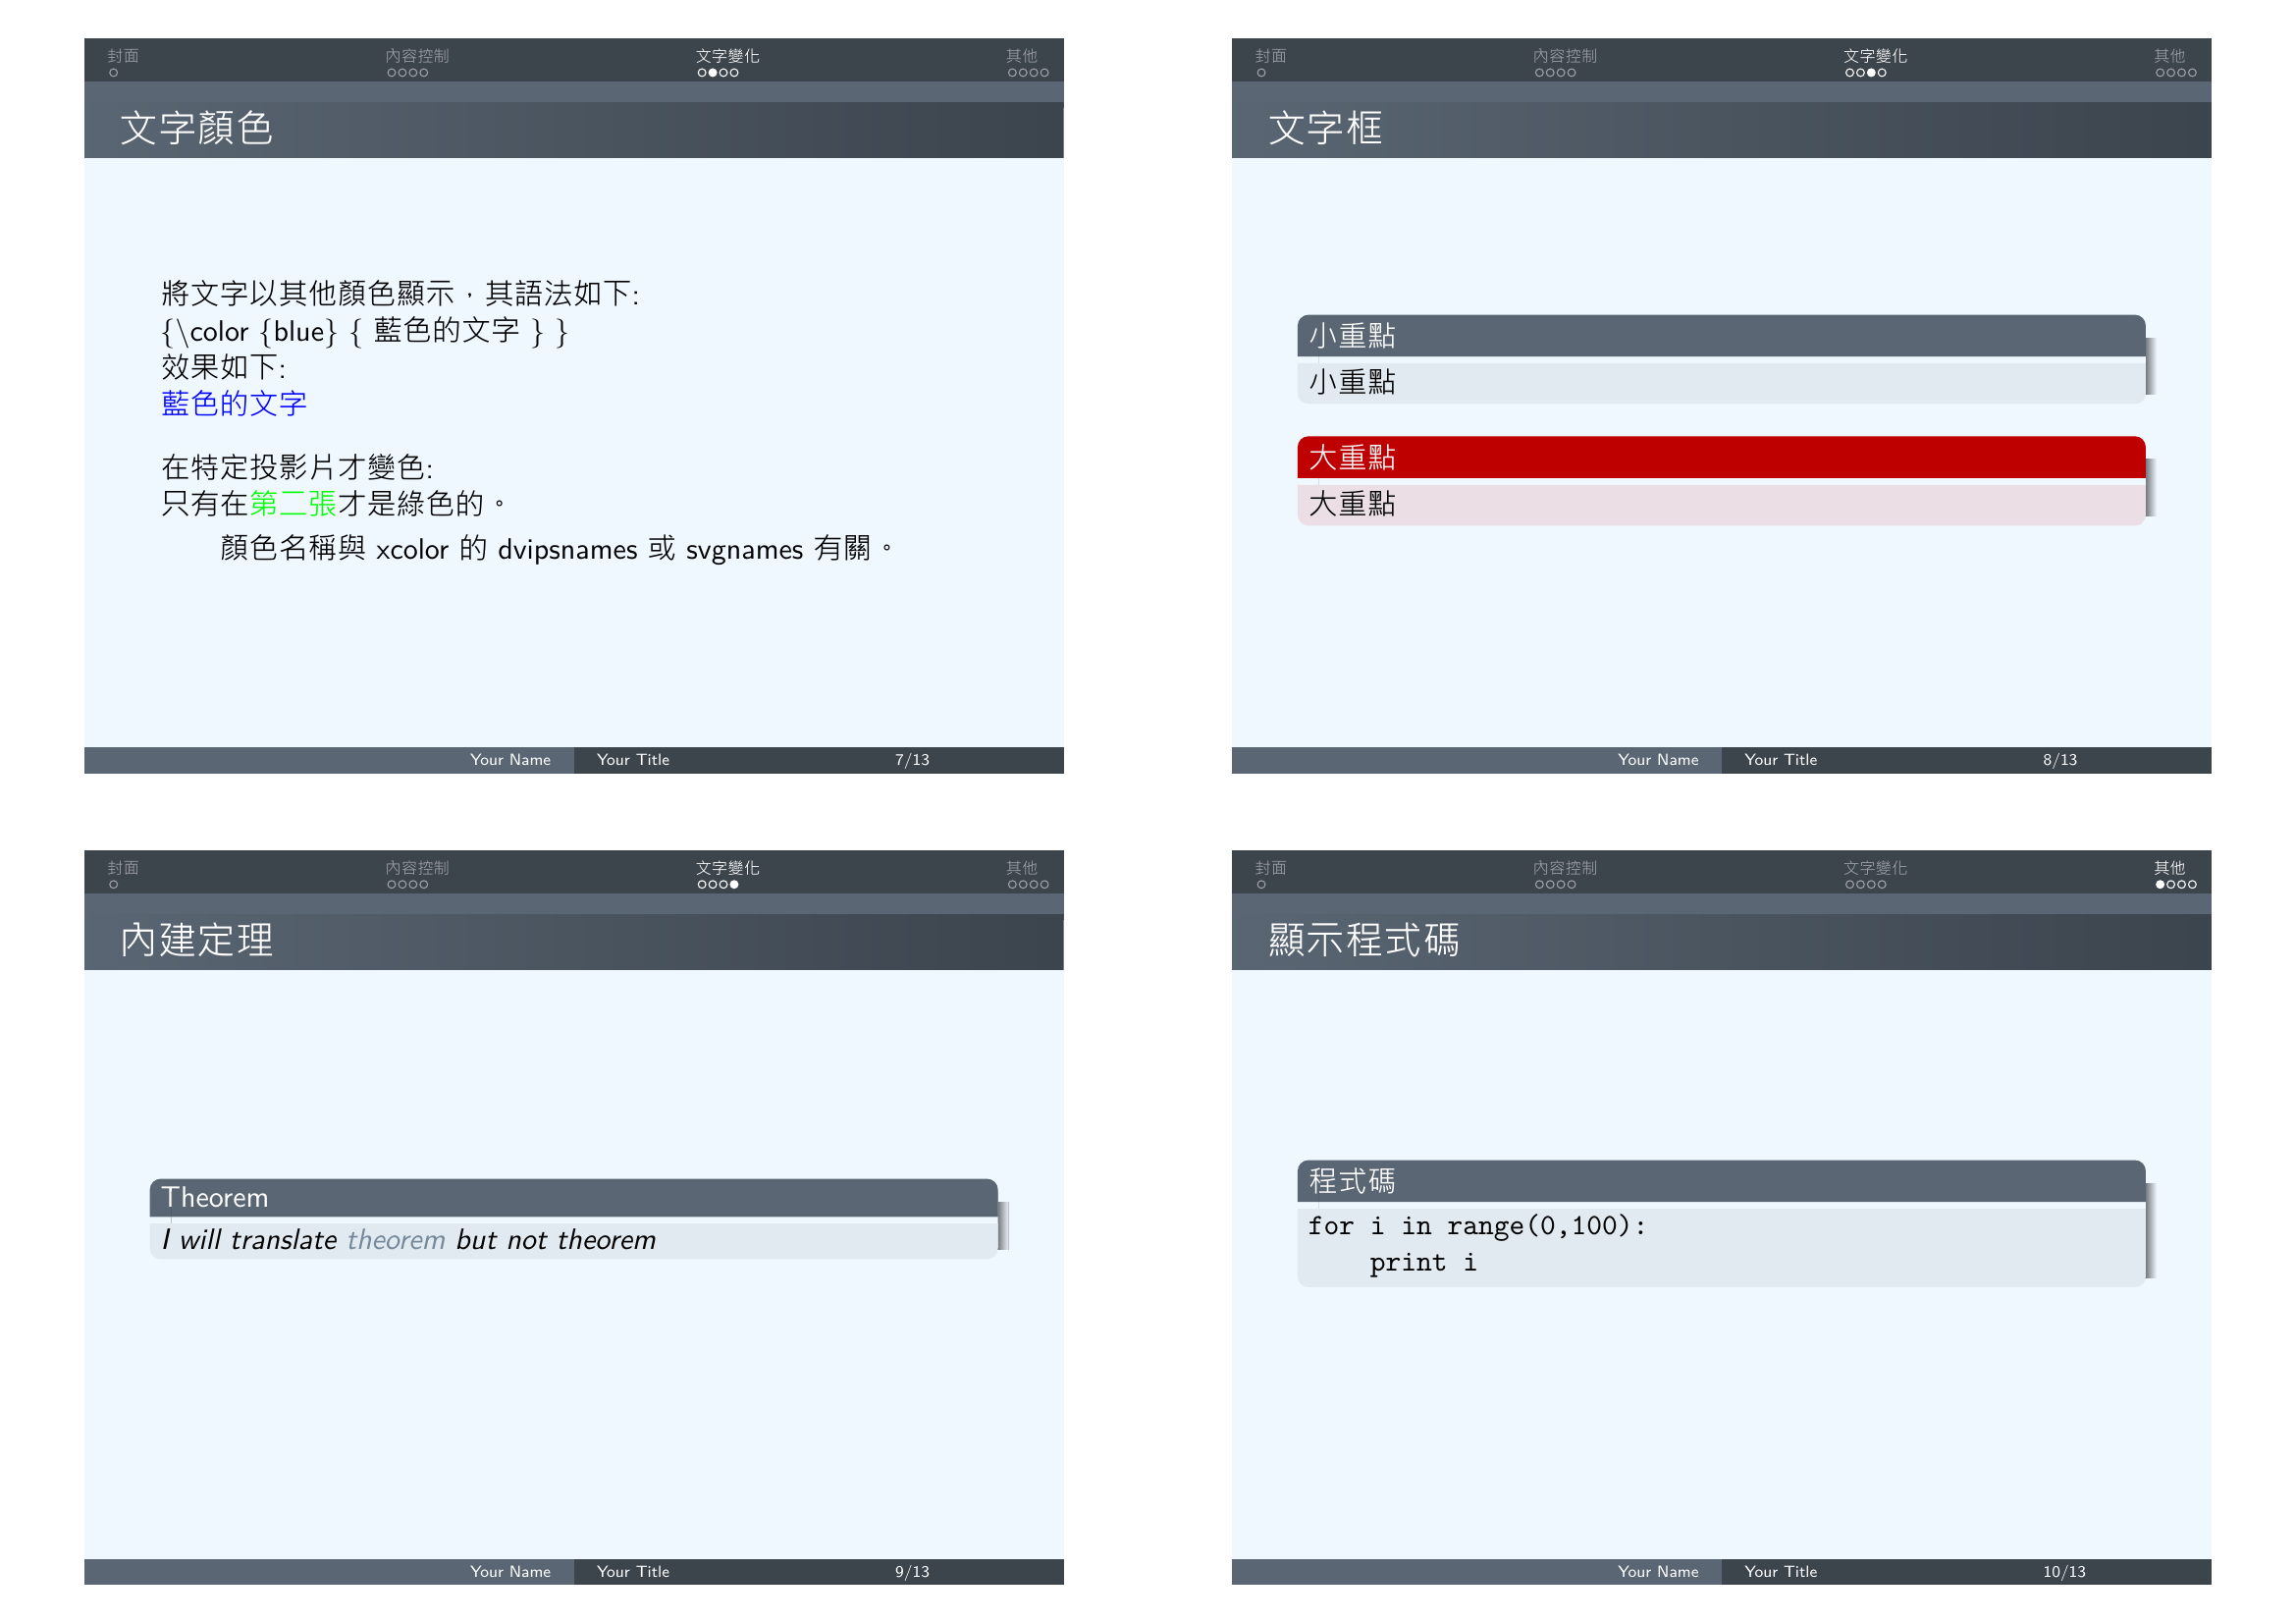 封面 內容控制 文字變化 其他
文字顏色
將文字以其他顏色顯示，其語法如下:
{\color {blue} { 藍色的文字 } }
效果如下:
藍色的文字
在特定投影片才變色:
只有在第二張才是綠色的。
顏色名稱與 xcolor 的 dvipsnames 或 svgnames 有關。
Your Name Your Title 7/13
封面 內容控制 文字變化 其他
文字框
小重點
小重點
大重點
大重點
Your Name Your Title 8/13
封面 內容控制 文字變化 其他
內建定理
Theorem
I will translate theorem but not theorem
Your Name Your Title 9/13
封面 內容控制 文字變化 其他
顯示程式碼
程式碼
for i in range(0,100):
    print i
Your Name Your Title 10/13